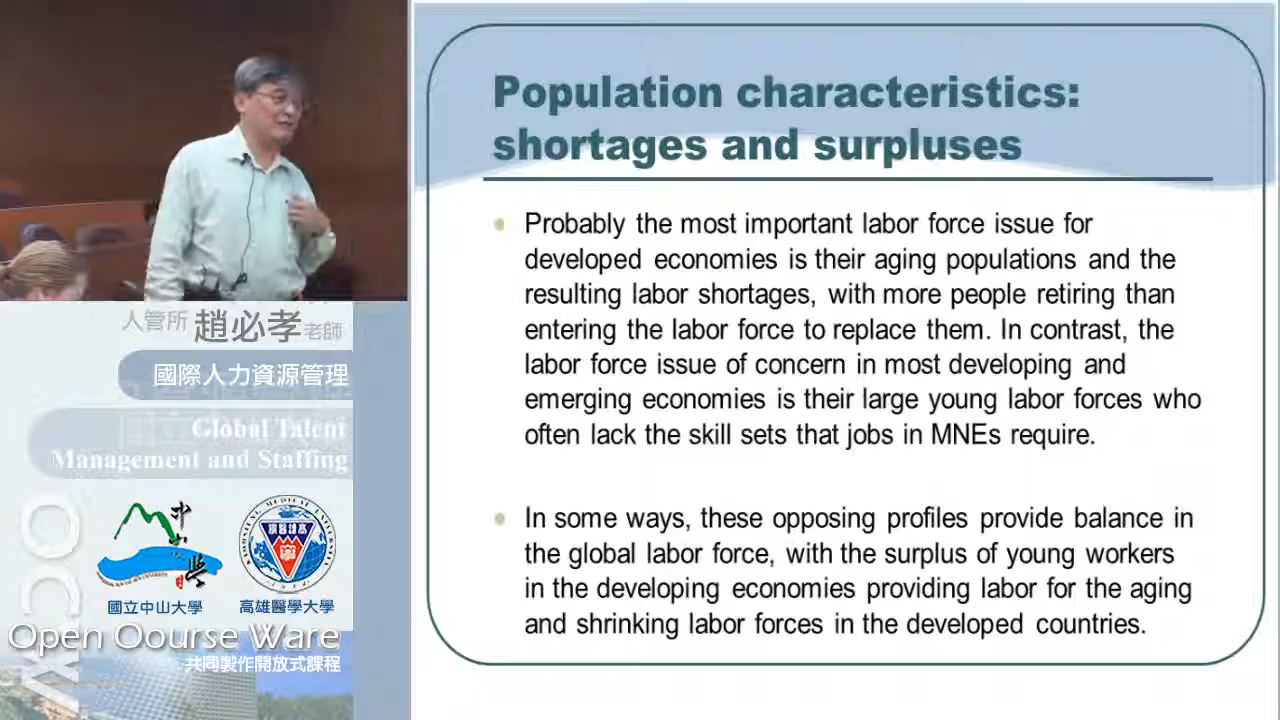 Population characteristics:
shortages and surpluses
Probably the most important labor force issue for
developed economies is their aging populations and the
resulting labor shortages, with more people retiring than
entering the labor force to replace them. In contrast, the
labor force issue of concern in most developing and
emerging economies is their large young labor forces who
often lack the skill sets that jobs in MNEs require.
In some ways, these opposing profiles provide balance in
the global labor force, with the surplus of young workers
in the developing economies providing labor for the aging
and shrinking labor forces in the developed countries.
人管所 趙必孝 老師
國際人力資源管理
Global Talent
Management and Staffing
OCW
中山大學
國立中山大學
高雄醫學大學
Open Oourse Ware
共同製作開放式課程